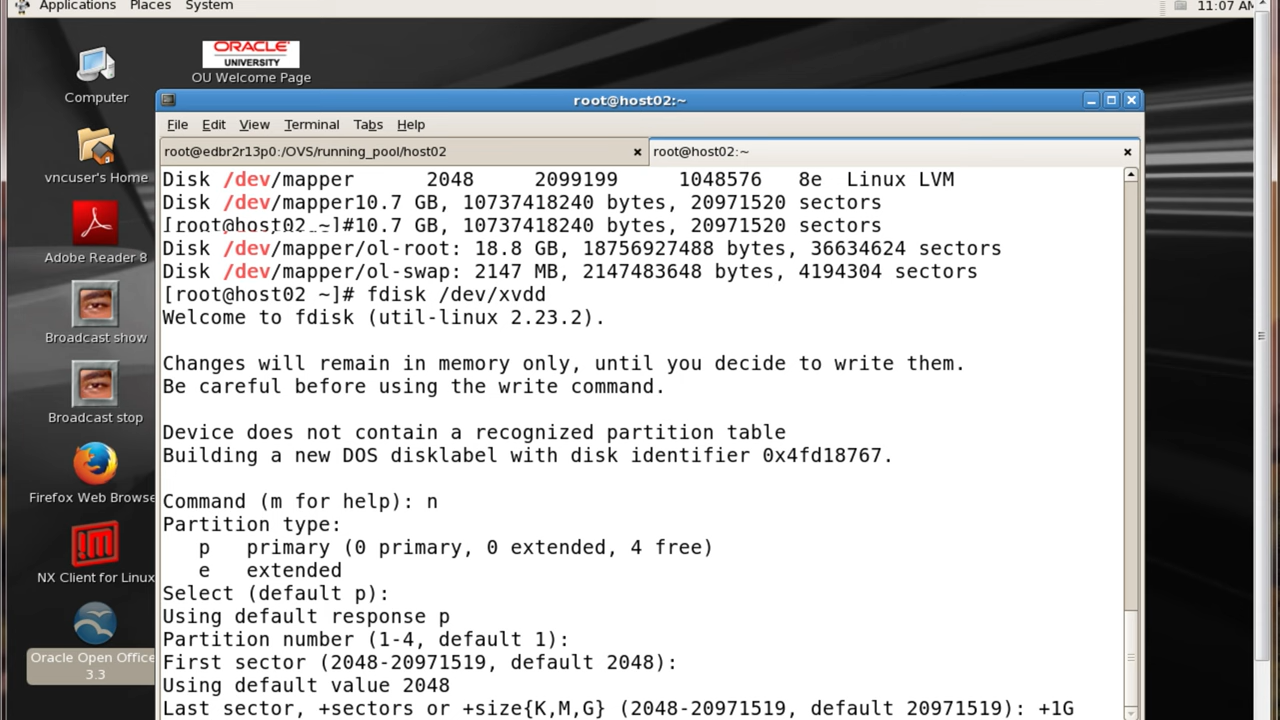 Applications Places System
11:07 AM
ORACLE
UNIVERSITY
OU Welcome Page
Computer
vncuser's Home
Adobe Reader 8
Broadcast show
Broadcast stop
Firefox Web Browse
NX Client for Linux
Oracle Open Office
3.3
root@host02:~
File Edit View Terminal Tabs Help
root@edbr2r13p0:/OVS/running_pool/host02
root@host02:~
Disk /dev/mapper 2048 2099199 1048576 8e Linux LVM
Disk /dev/mapper10.7 GB, 10737418240 bytes, 20971520 sectors
[root@host02 ~]#10.7 GB, 10737418240 bytes, 20971520 sectors
Disk /dev/mapper/ol-root: 18.8 GB, 18756927488 bytes, 36634624 sectors
Disk /dev/mapper/ol-swap: 2147 MB, 2147483648 bytes, 4194304 sectors
[root@host02 ~]# fdisk /dev/xvdd
Welcome to fdisk (util-linux 2.23.2).
Changes will remain in memory only, until you decide to write them.
Be careful before using the write command.
Device does not contain a recognized partition table
Building a new DOS disklabel with disk identifier 0x4fd18767.
Command (m for help): n
Partition type:
p primary (0 primary, 0 extended, 4 free)
e extended
Select (default p):
Using default response p
Partition number (1-4, default 1):
First sector (2048-20971519, default 2048):
Using default value 2048
Last sector, +sectors or +size{K,M,G} (2048-20971519, default 20971519): +1G